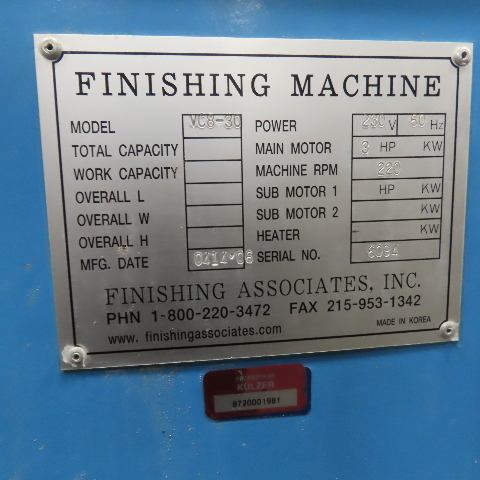 FINISHING MACHINE
MODEL VC8-30 POWER 230 V 60 Hz
TOTAL CAPACITY MAIN MOTOR 3 HP KW
WORK CAPACITY MACHINE RPM 220
OVERALL L SUB MOTOR 1 HP KW
OVERALL W SUB MOTOR 2 KW
OVERALL H HEATER KW
MFG. DATE 0414'06 SERIAL NO. 6094
FINISHING ASSOCIATES, INC.
PHN 1-800-220-3472 FAX 215-953-1342
www. finishingassociates.com MADE IN KOREA
KULZER
8720001981